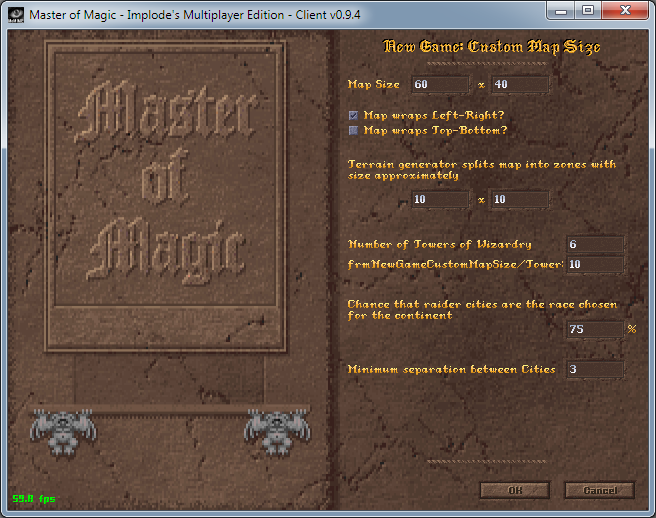 Master of Magic - Implode's Multiplayer Edition - Client v0.9.4
Master
of
Magic
New Game: Custom Map Size
Map Size 60 x 40
Map wraps Left-Right?
Map wraps Top-Bottom?
Terrain generator splits map into zones with
size approximately
10 x 10
Number of Towers of Wizardry 6
frmNewGameCustomMapSize/Tower: 10
Chance that raider cities are the race chosen
for the continent
75 %
Minimum separation between Cities 3
OK Cancel
59.8 fps